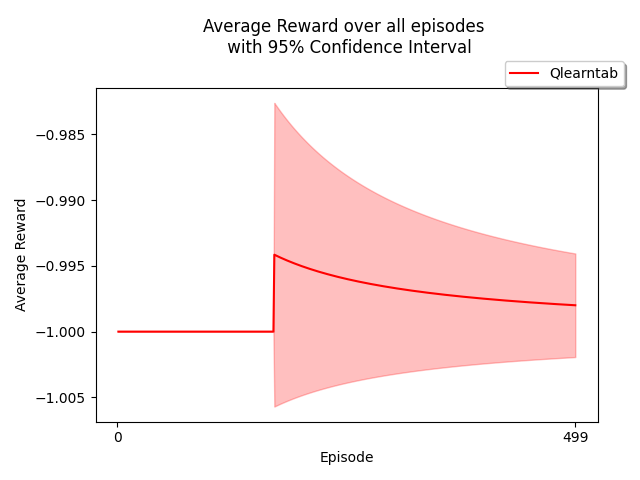 Average Reward over all episodes
with 95% Confidence Interval
Qlearntab
−0.985
−0.990
−0.995
−1.000
−1.005
Average Reward
0
499
Episode